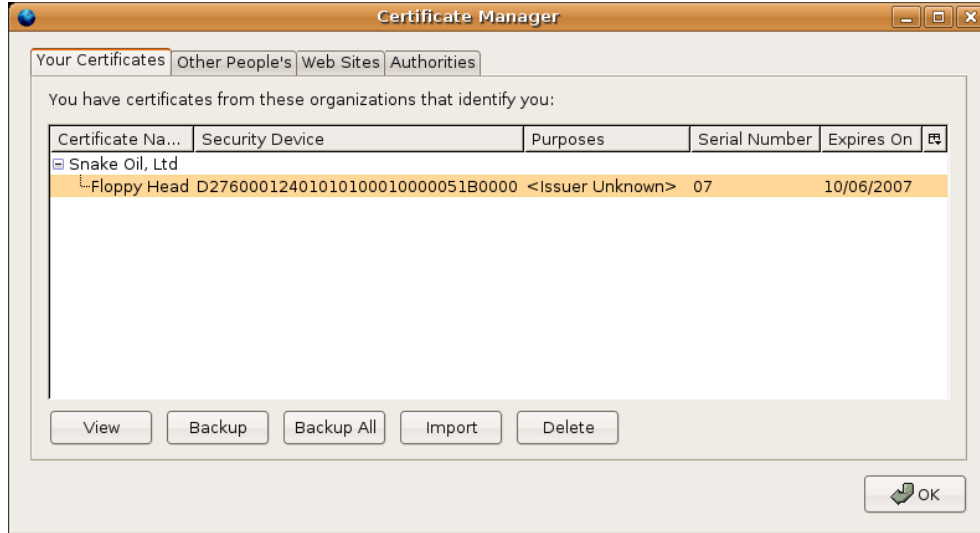 Certificate Manager
Your Certificates Other People's Web Sites Authorities
You have certificates from these organizations that identify you:
Certificate Na... Security Device Purposes Serial Number Expires On
Snake Oil, Ltd
Floppy Head D27600012401010100010000051B0000 <Issuer Unknown> 07 10/06/2007
View Backup Backup All Import Delete
OK